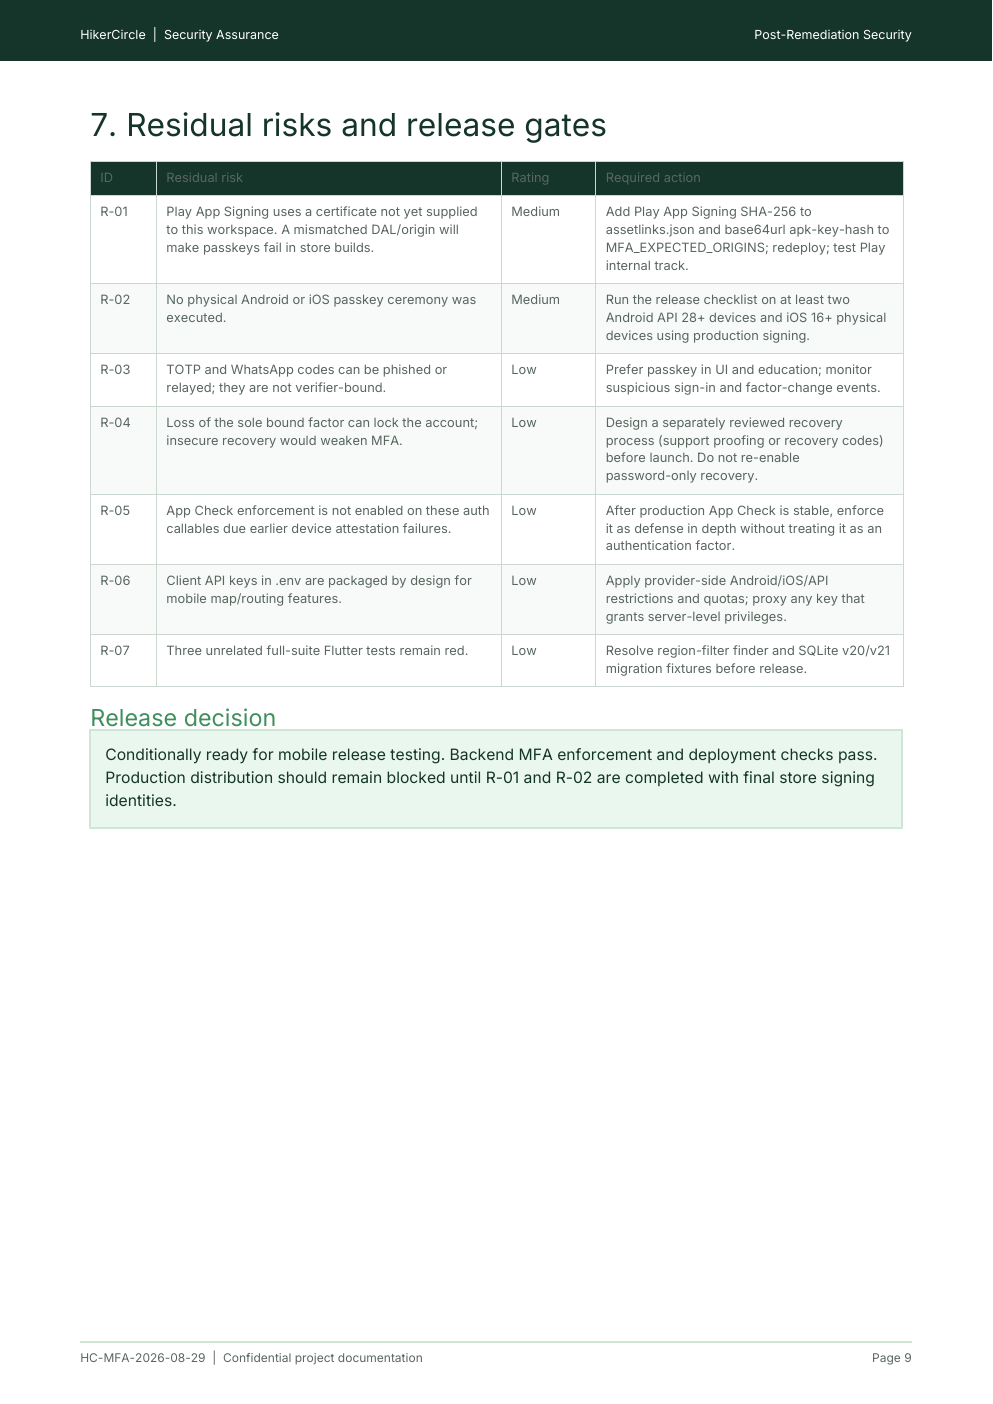 HikerCircle | Security Assurance
Post-Remediation Security
7. Residual risks and release gates
ID
Residual risk
Rating
Required action
R-01
Play App Signing uses a certificate not yet supplied
to this workspace. A mismatched DAL/origin will
make passkeys fail in store builds.
Medium
Add Play App Signing SHA-256 to
assetlinks.json and base64url apk-key-hash to
MFA_EXPECTED_ORIGINS; redeploy; test Play
internal track.
R-02
No physical Android or iOS passkey ceremony was
executed.
Medium
Run the release checklist on at least two
Android API 28+ devices and iOS 16+ physical
devices using production signing.
R-03
TOTP and WhatsApp codes can be phished or
relayed; they are not verifier-bound.
Low
Prefer passkey in UI and education; monitor
suspicious sign-in and factor-change events.
R-04
Loss of the sole bound factor can lock the account;
insecure recovery would weaken MFA.
Low
Design a separately reviewed recovery
process (support proofing or recovery codes)
before launch. Do not re-enable
password-only recovery.
R-05
App Check enforcement is not enabled on these auth
callables due earlier device attestation failures.
Low
After production App Check is stable, enforce
it as defense in depth without treating it as an
authentication factor.
R-06
Client API keys in .env are packaged by design for
mobile map/routing features.
Low
Apply provider-side Android/iOS/API
restrictions and quotas; proxy any key that
grants server-level privileges.
R-07
Three unrelated full-suite Flutter tests remain red.
Low
Resolve region-filter finder and SQLite v20/v21
migration fixtures before release.
Release decision
Conditionally ready for mobile release testing. Backend MFA enforcement and deployment checks pass.
Production distribution should remain blocked until R-01 and R-02 are completed with final store signing
identities.
HC-MFA-2026-08-29 | Confidential project documentation
Page 9